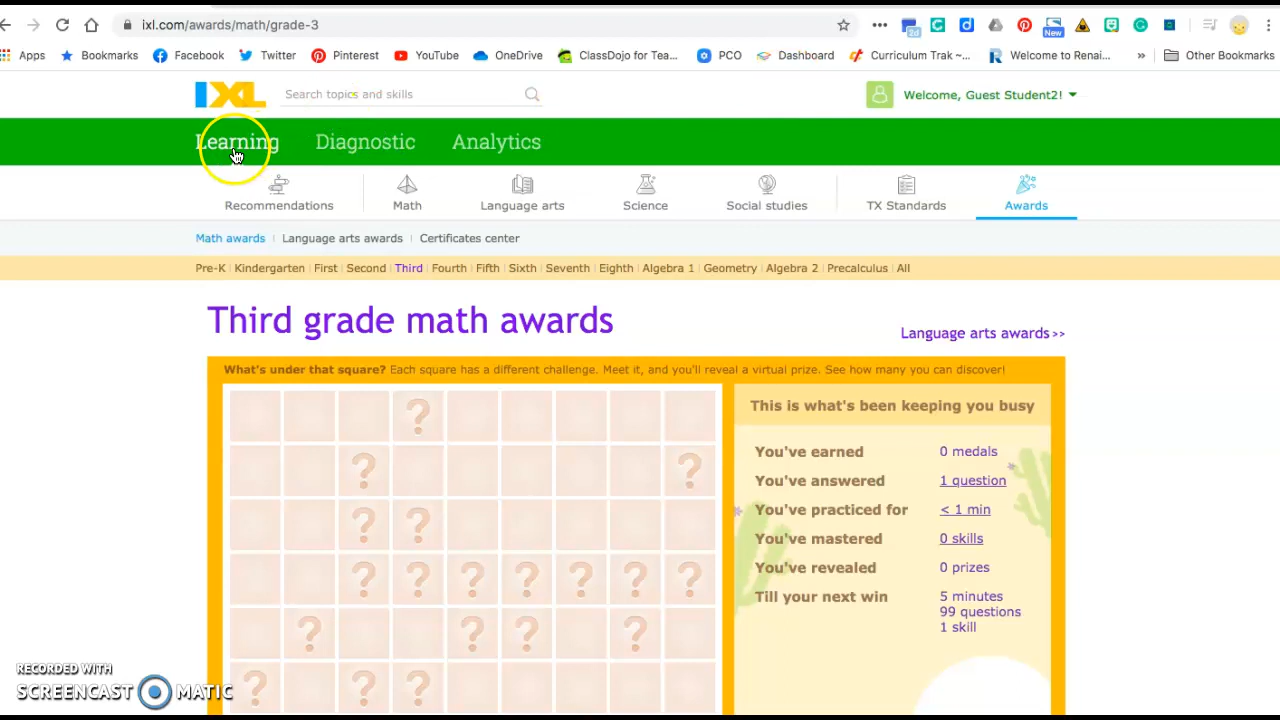 ixl.com/awards/math/grade-3
2d
New
Apps Bookmarks Facebook Twitter Pinterest YouTube OneDrive ClassDojo for Tea... PCO Dashboard Curriculum Trak ~... Welcome to Renai... » Other Bookmarks
IXL Search topics and skills Welcome, Guest Student2!
Learning Diagnostic Analytics
Recommendations Math Language arts Science Social studies TX Standards Awards
Math awards Language arts awards Certificates center
Pre-K Kindergarten First Second Third Fourth Fifth Sixth Seventh Eighth Algebra 1 Geometry Algebra 2 Precalculus All
Third grade math awards
Language arts awards >>
What's under that square? Each square has a different challenge. Meet it, and you'll reveal a virtual prize. See how many you can discover!
?
? ?
? ?
? ? ? ? ? ? ?
? ? ? ?
? ? ?
This is what's been keeping you busy
You've earned 0 medals
You've answered 1 question
You've practiced for < 1 min
You've mastered 0 skills
You've revealed 0 prizes
Till your next win 5 minutes
99 questions
1 skill
RECORDED WITH
SCREENCAST MATIC